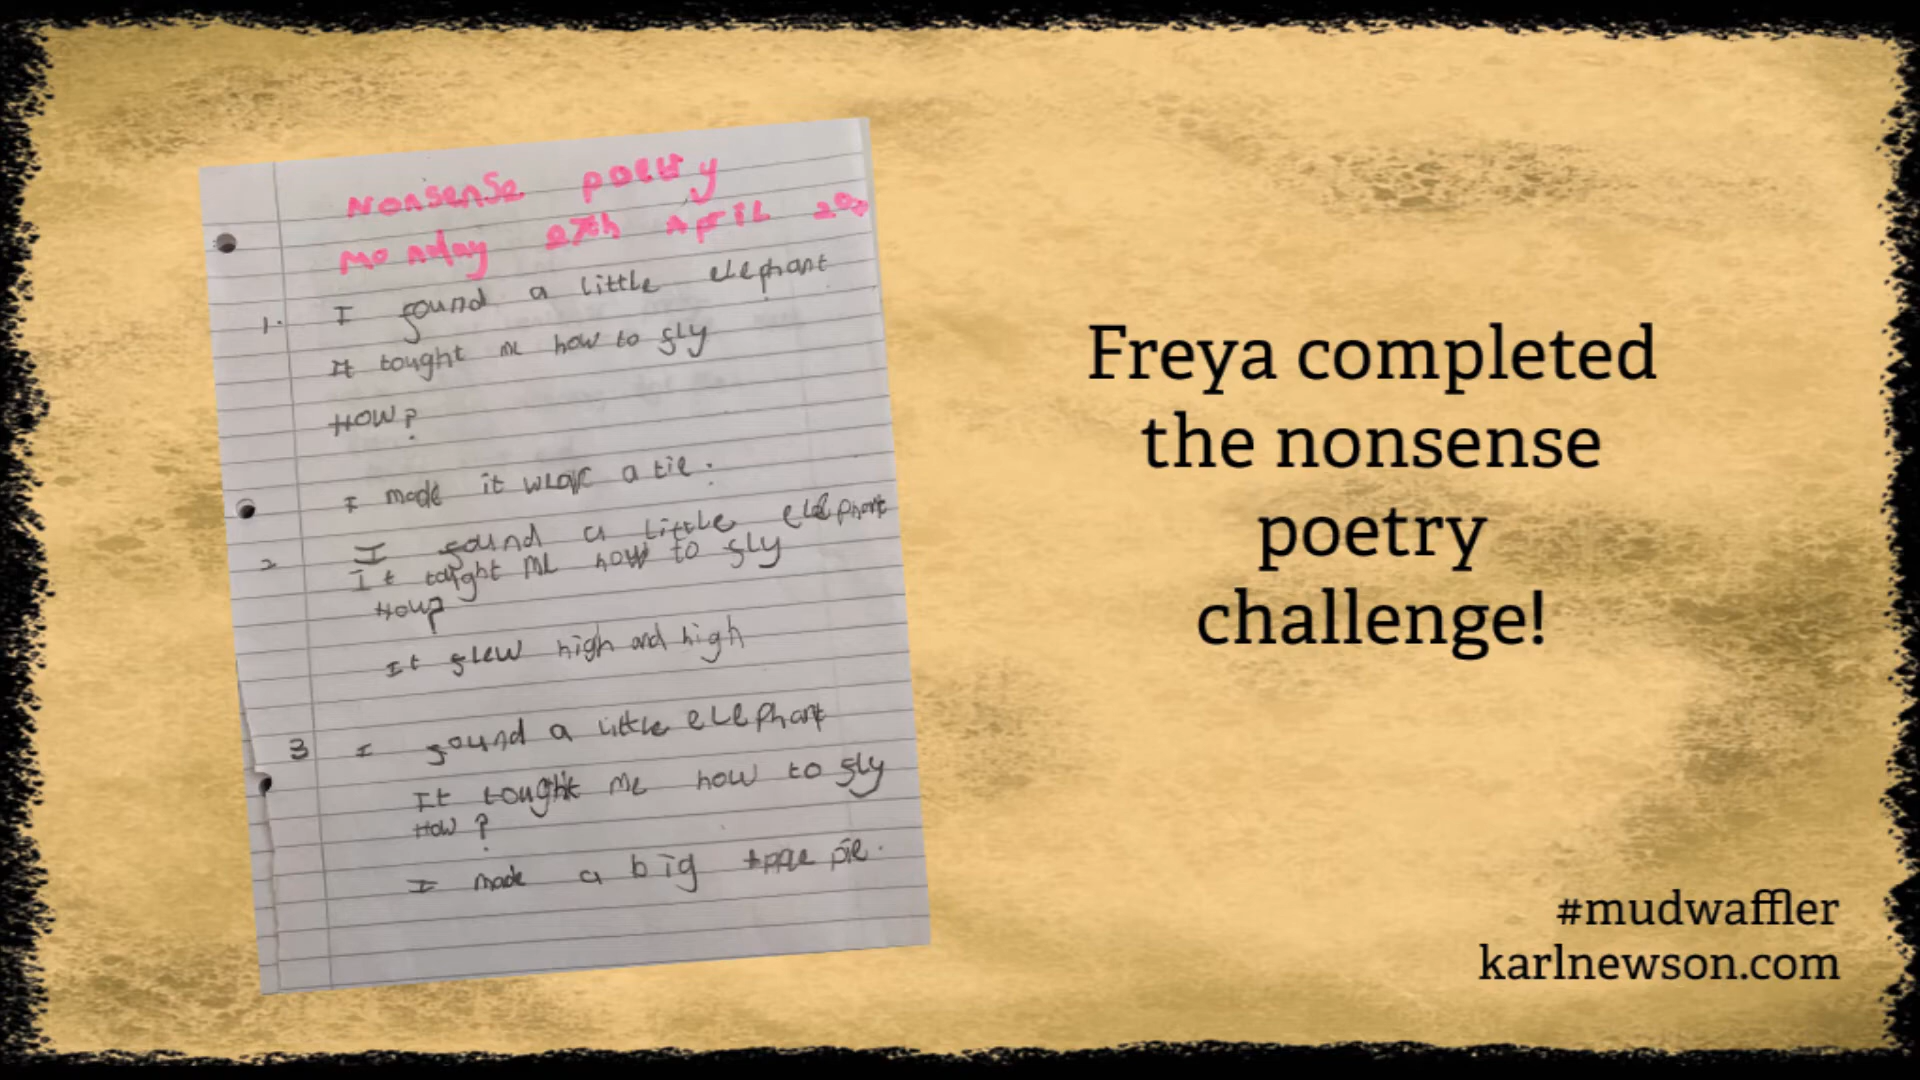 Nonsense poetry
Monday 27th April
1. I found a little elephant
It tought me how to fly
HOW?
I made it wear a tie.
2 I found a little elephant
It taught me how to fly
How?
It flew high and high
3 I found a little elephant
It tought me how to fly
How?
I made a big Apple pie.
Freya completed
the nonsense
poetry
challenge!
#mudwaffler
karlnewson.com